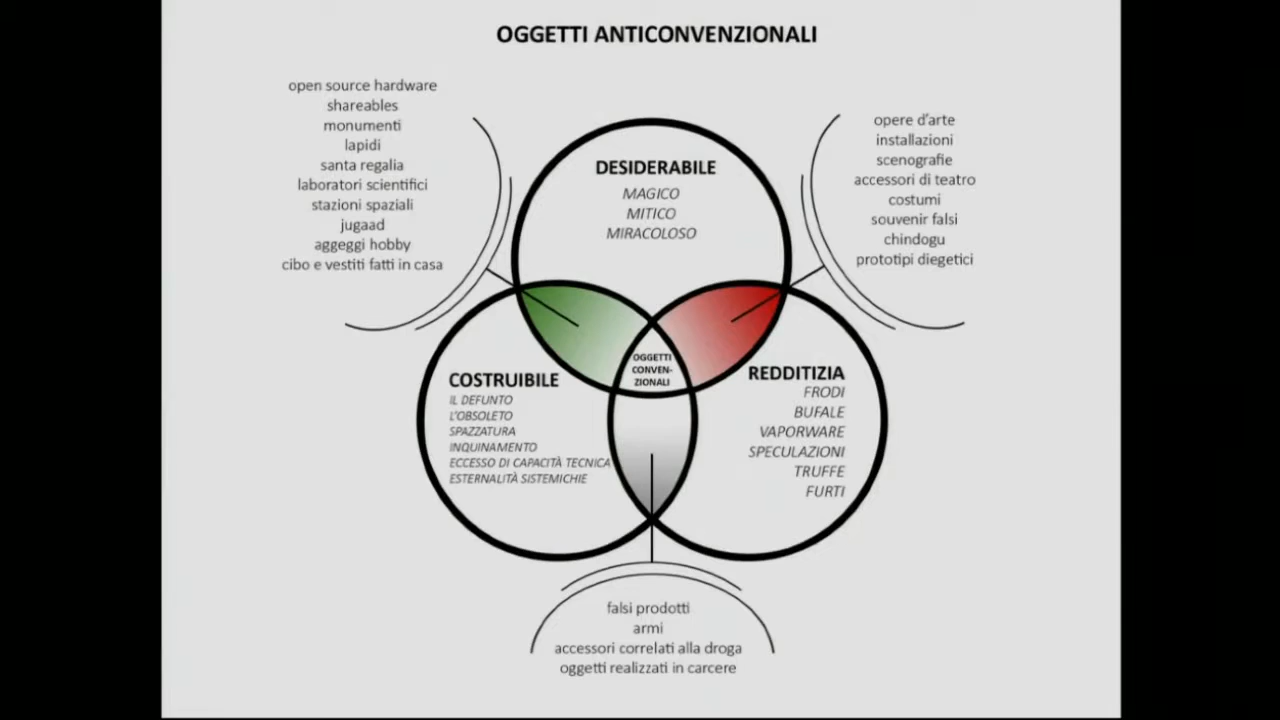 OGGETTI ANTICONVENZIONALI
open source hardware
shareables
monumenti
lapidi
santa regalia
laboratori scientifici
stazioni spaziali
jugaad
aggeggi hobby
cibo e vestiti fatti in casa
opere d'arte
installazioni
scenografie
accessori di teatro
costumi
souvenir falsi
chindogu
prototipi diegetici
DESIDERABILE
MAGICO
MITICO
MIRACOLOSO
OGGETTI
CONVEN-
ZIONALI
COSTRUIBILE
IL DEFUNTO
L'OBSOLETO
SPAZZATURA
INQUINAMENTO
ECCESSO DI CAPACITÀ TECNICA
ESTERNALITÀ SISTEMICHIE
REDDITIZIA
FRODI
BUFALE
VAPORWARE
SPECULAZIONI
TRUFFE
FURTI
falsi prodotti
armi
accessori correlati alla droga
oggetti realizzati in carcere